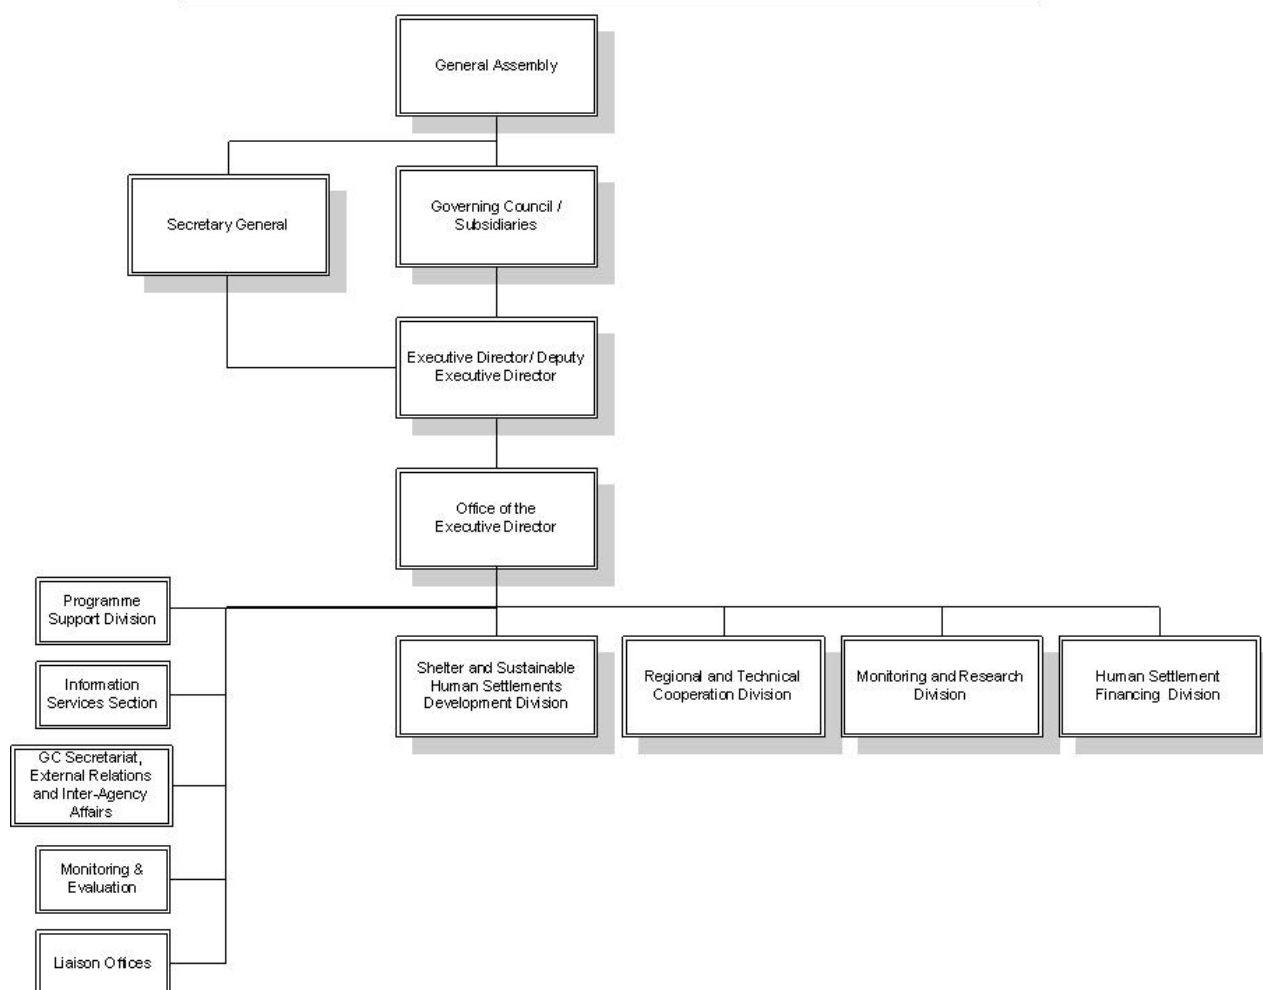 General Assembly
Secretary General
Governing Council /
Subsidiaries
Executive Director/ Deputy
Executive Director
Office of the
Executive Director
Programme
Support Division
Information
Services Section
GC Secretariat,
External Relations
and Inter-Agency
Affairs
Monitoring &
Evaluation
Liaison Offices
Shelter and Sustainable
Human Settlements
Development Division
Regional and Technical
Cooperation Division
Monitoring and Research
Division
Human Settlement
Financing Division